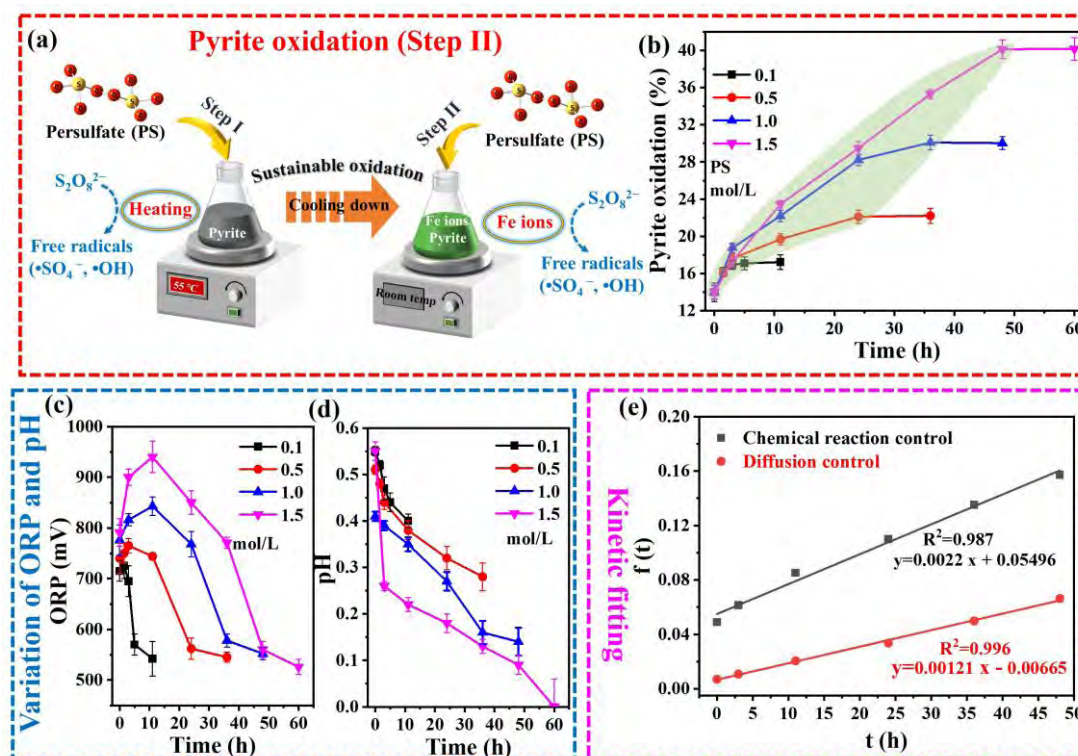 (a) Pyrite oxidation (Step II)
Persulfate (PS)
Step I
Step II
Persulfate (PS)
S₂O₈²⁻
Heating
Free radicals
(•SO₄⁻, •OH)
Pyrite
55 ℃
Sustainable oxidation
Cooling down
Fe ions
Pyrite
Room temp
Fe ions
S₂O₈²⁻
Free radicals
(•SO₄⁻, •OH)
(b)
Pyrite oxidation (%)
40
36
32
28
24
20
16
12
0.1
0.5
1.0
1.5
PS
mol/L
0 10 20 30 40 50 60
Time (h)
Variation of ORP and pH
(c)
ORP (mV)
1000
900
800
700
600
500
0.1
0.5
1.0
1.5
mol/L
0 10 20 30 40 50 60
Time (h)
(d)
pH
0.6
0.5
0.4
0.3
0.2
0.1
0.0
0.1
0.5
1.0
1.5
mol/L
0 10 20 30 40 50 60
Time (h)
Kinetic fitting
(e)
f (t)
0.20
0.16
0.12
0.08
0.04
0.00
Chemical reaction control
Diffusion control
R²=0.987
y=0.0022 x + 0.05496
R²=0.996
y=0.00121 x − 0.00665
0 5 10 15 20 25 30 35 40 45 50
t (h)